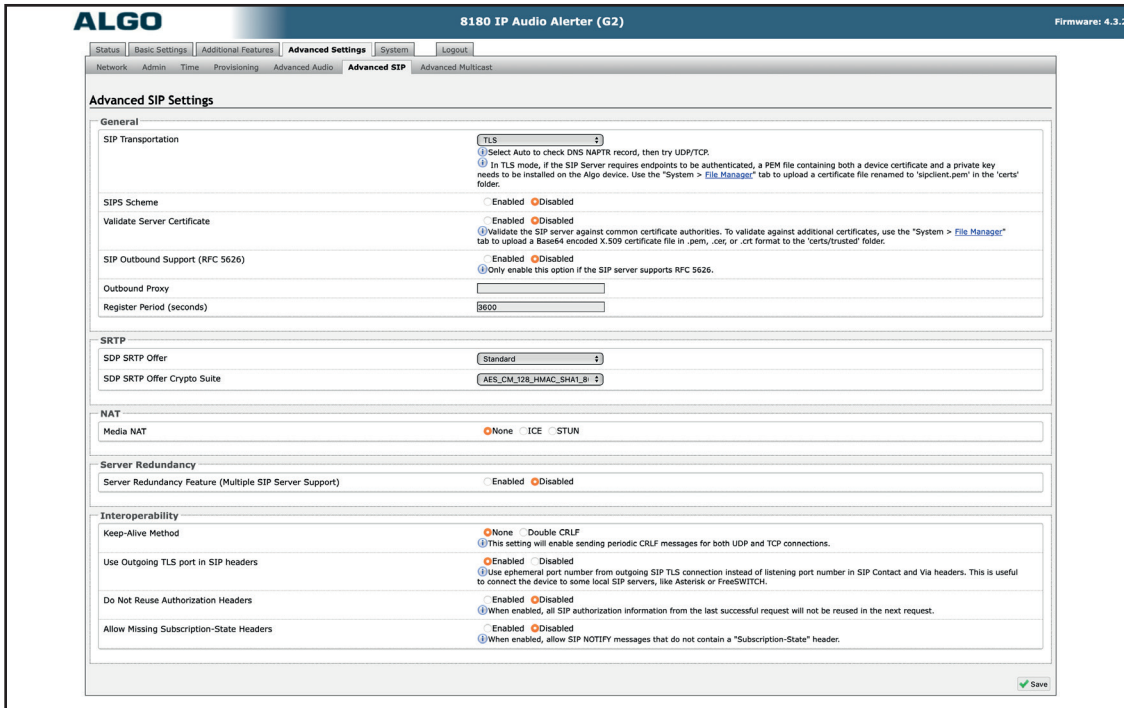 ALGO
8180 IP Audio Alerter (G2)
Firmware: 4.3.2
Status Basic Settings Additional Features Advanced Settings System Logout
Network Admin Time Provisioning Advanced Audio Advanced SIP Advanced Multicast
Advanced SIP Settings
General
SIP Transportation
TLS
Select Auto to check DNS NAPTR record, then try UDP/TCP.
In TLS mode, if the SIP Server requires endpoints to be authenticated, a PEM file containing both a device certificate and a private key
needs to be installed on the Algo device. Use the "System > File Manager" tab to upload a certificate file renamed to 'sipclient.pem' in the 'certs'
folder.
SIPS Scheme
Enabled Disabled
Validate Server Certificate
Enabled Disabled
Validate the SIP server against common certificate authorities. To validate against additional certificates, use the "System > File Manager"
tab to upload a Base64 encoded X.509 certificate file in .pem, .cer, or .crt format to the 'certs/trusted' folder.
SIP Outbound Support (RFC 5626)
Enabled Disabled
Only enable this option if the SIP server supports RFC 5626.
Outbound Proxy
Register Period (seconds)
3600
SRTP
SDP SRTP Offer
Standard
SDP SRTP Offer Crypto Suite
AES_CM_128_HMAC_SHA1_8
NAT
Media NAT
None ICE STUN
Server Redundancy
Server Redundancy Feature (Multiple SIP Server Support)
Enabled Disabled
Interoperability
Keep-Alive Method
None Double CRLF
This setting will enable sending periodic CRLF messages for both UDP and TCP connections.
Use Outgoing TLS port in SIP headers
Enabled Disabled
Use ephemeral port number from outgoing SIP TLS connection instead of listening port number in SIP Contact and Via headers. This is useful
to connect the device to some local SIP servers, like Asterisk or FreeSWITCH.
Do Not Reuse Authorization Headers
Enabled Disabled
When enabled, all SIP authorization information from the last successful request will not be reused in the next request.
Allow Missing Subscription-State Headers
Enabled Disabled
When enabled, allow SIP NOTIFY messages that do not contain a "Subscription-State" header.
Save